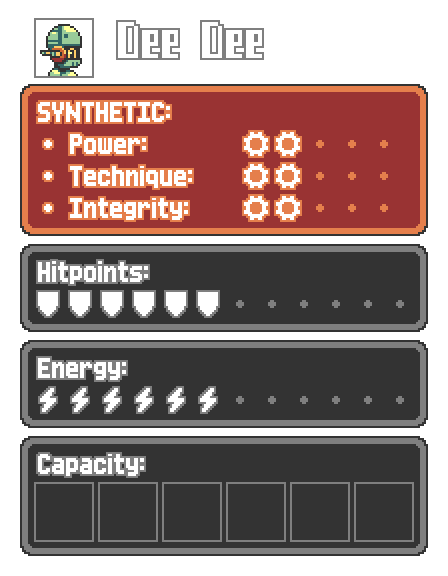 Dee Dee
SYNTHETIC:
Power:
Technique:
Integrity:
Hitpoints:
Energy:
Capacity: